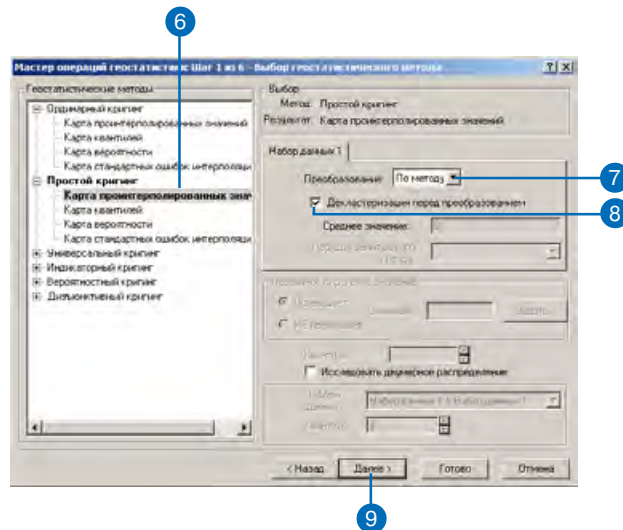 6
Мастер операций геостатистики: Шаг 1 из 6 - Выбор геостатистического метода
Геостатистические методы
Ординарный кригинг
Карта проинтерполированных значений
Карта квантилей
Карта вероятности
Карта стандартных ошибок интерполяци
Простой кригинг
Карта проинтерполированных знач
Карта квантилей
Карта вероятности
Карта стандартных ошибок интерполяци
Универсальный кригинг
Индикаторный кригинг
Вероятностный кригинг
Дизъюнктивный кригинг
Выбор
Метод: Простой кригинг
Результат: Карта проинтерполированных значений
Набор данных 1
Преобразование: По методу
7
Декластеризация перед преобразованием
8
Среднее значение:
Исследовать двумерное распределение
< Назад
Далее >
Готово
Отмена
9